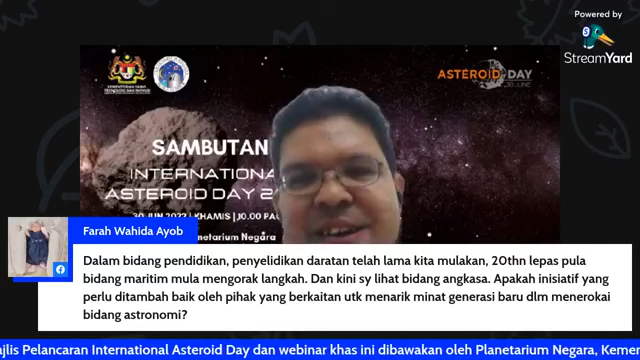 Powered by
StreamYard
ASTEROID DAY
30 JUNE
SAMBUTAN
INTERNATIONA
ASTEROID DAY 2
30 JUN 2022 | KHAMIS | 10.00 PAG
netarium Negara
Farah Wahida Ayob
Dalam bidang pendidikan, penyelidikan daratan telah lama kita mulakan, 20thn lepas pula
bidang maritim mula mengorak langkah. Dan kini sy lihat bidang angkasa. Apakah inisiatif yang
perlu ditambah baik oleh pihak yang berkaitan utk menarik minat generasi baru dlm menerokai
bidang astronomi?
ajlis Pelancaran International Asteroid Day dan webinar khas ini dibawakan oleh Planetarium Negara, Kemen